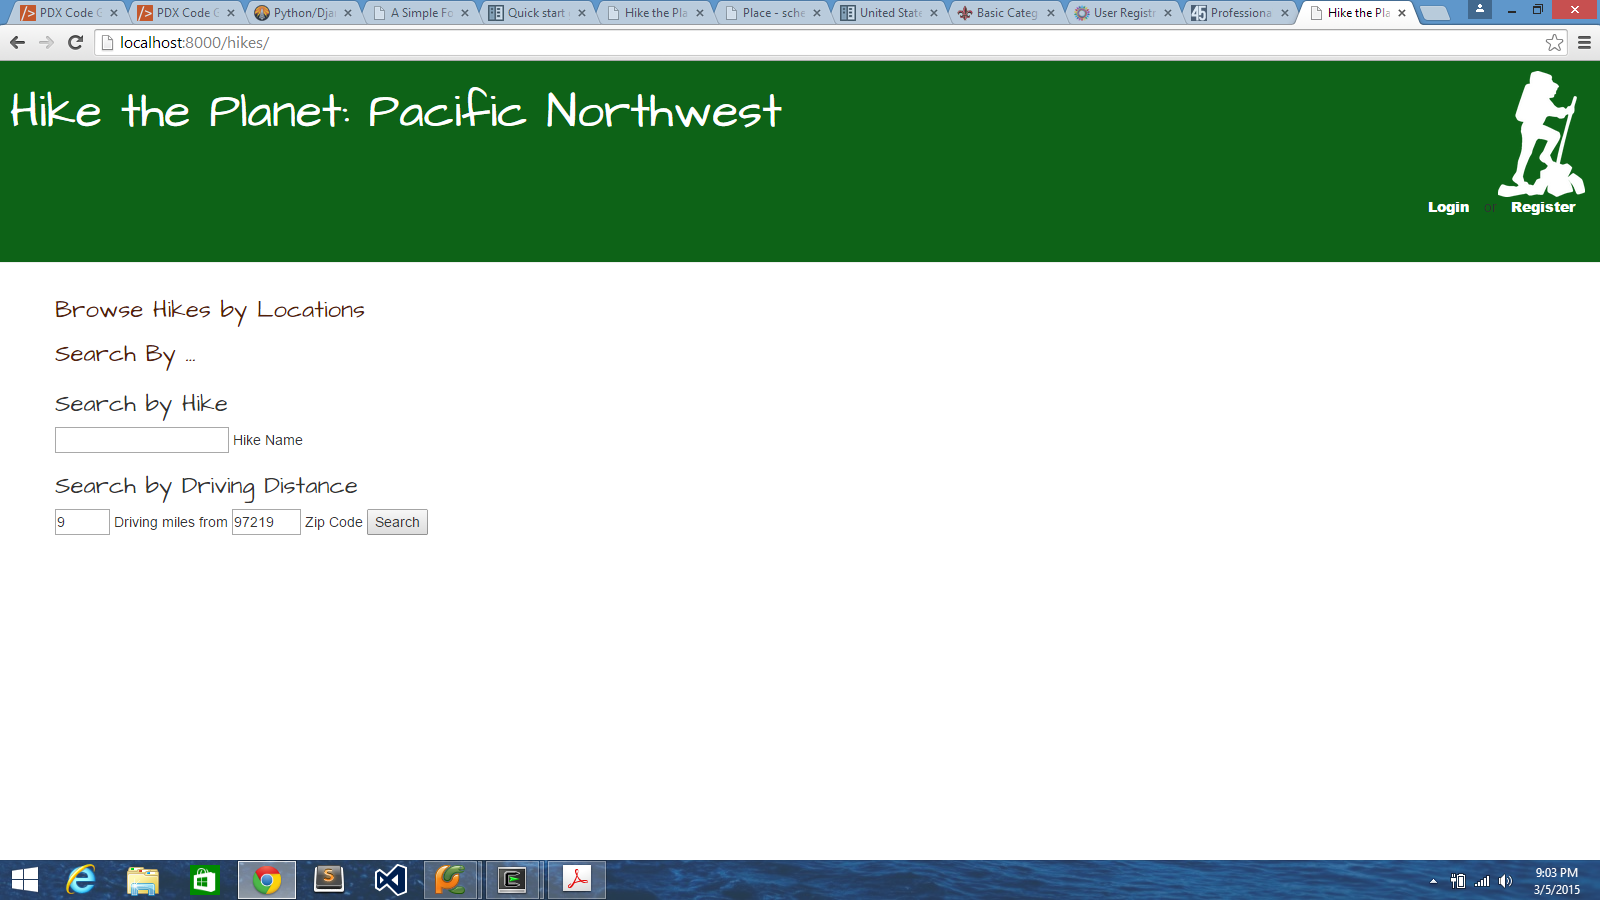 PDX Code G PDX Code G Python/Dja A Simple Fo Quick start Hike the Pla Place - sche United State Basic Categ User Registr Professiona Hike the Pla
localhost:8000/hikes/
Hike the Planet: Pacific Northwest
Login or Register
Browse Hikes by Locations
Search By ...
Search by Hike
Hike Name
Search by Driving Distance
9 Driving miles from 97219 Zip Code Search
9:03 PM
3/5/2015